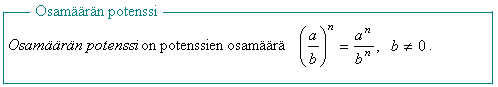 Osamäärän potenssi
Osamäärän potenssi on potenssien osamäärä (a/b)^n = a^n/b^n, b ≠ 0.